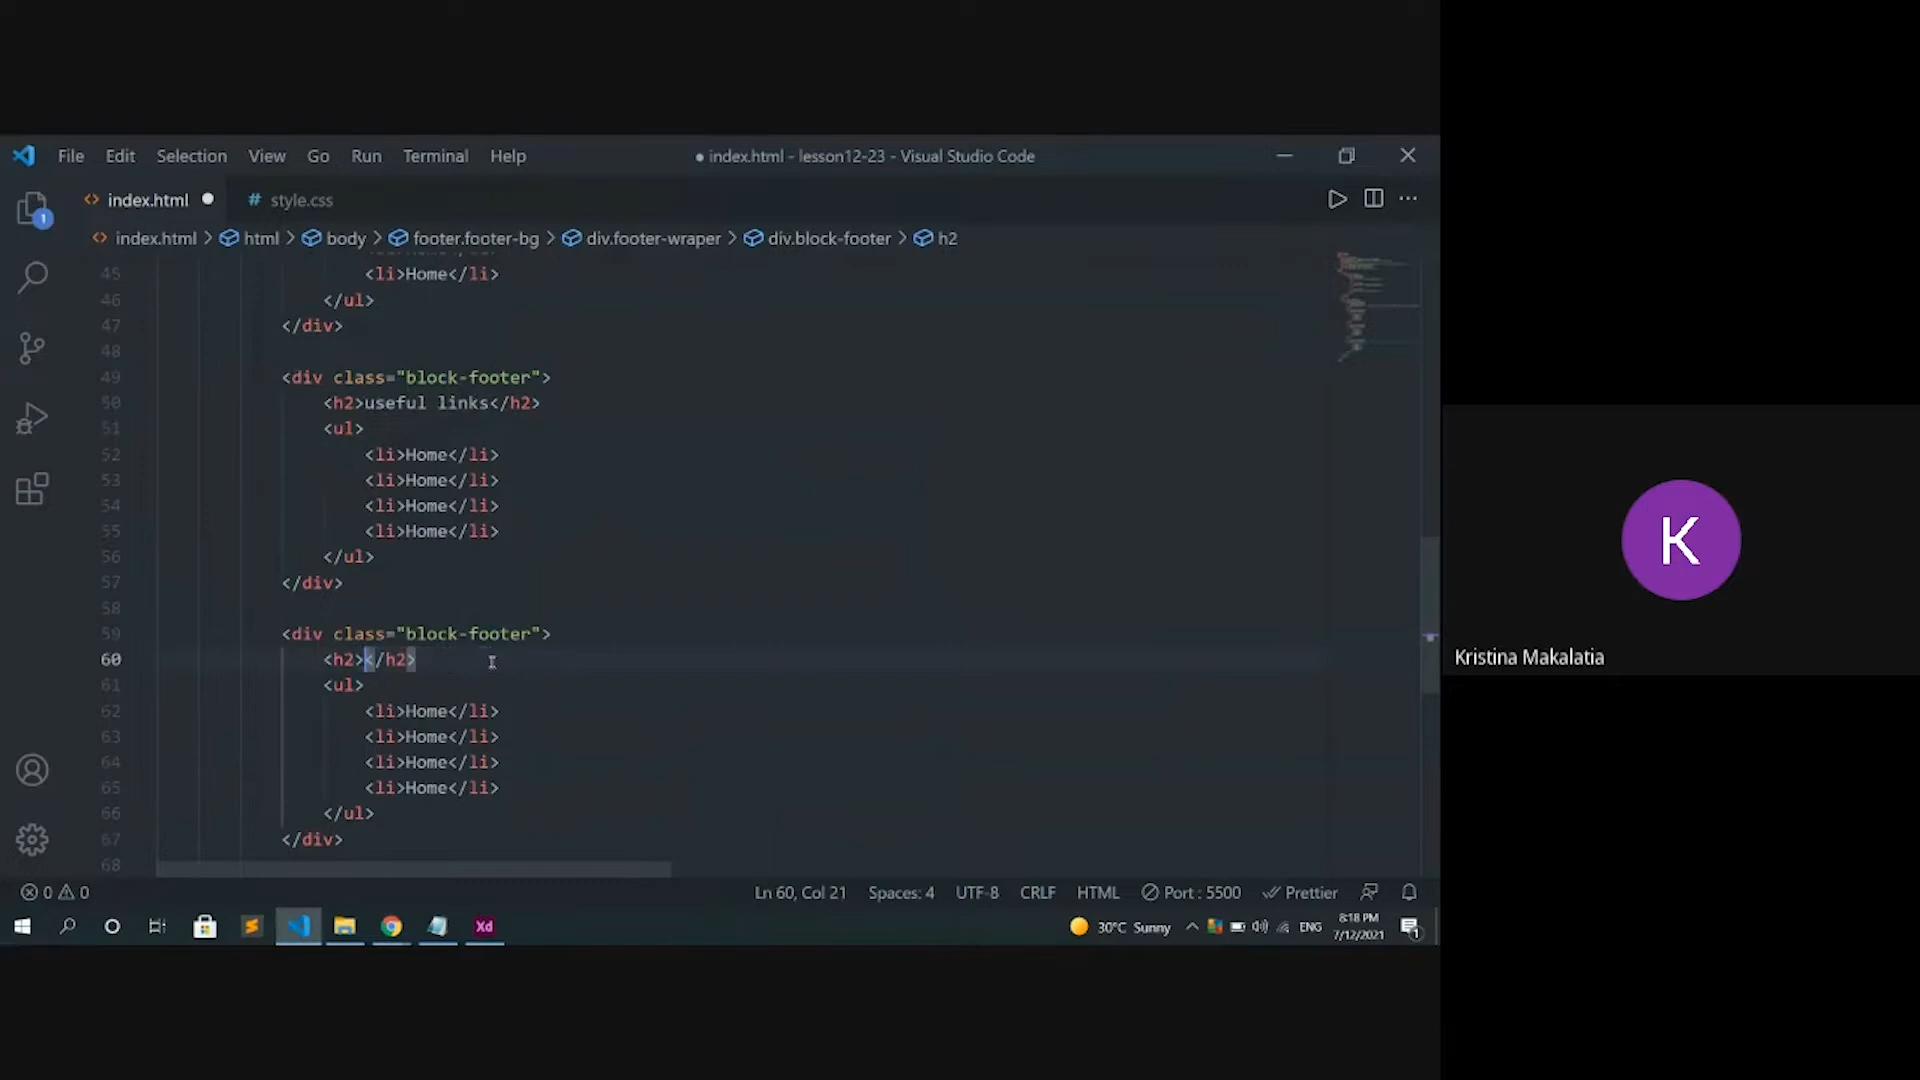 File Edit Selection View Go Run Terminal Help ● index.html - lesson12-23 - Visual Studio Code
<> index.html ● # style.css
1
<> index.html > html > body > footer.footer-bg > div.footer-wraper > div.block-footer > h2
45 <li>Home</li>
46 </ul>
47 </div>
48
49 <div class="block-footer">
50 <h2>useful links</h2>
51 <ul>
52 <li>Home</li>
53 <li>Home</li>
54 <li>Home</li>
55 <li>Home</li>
56 </ul>
57 </div>
58
59 <div class="block-footer">
60 <h2></h2>
61 <ul>
62 <li>Home</li>
63 <li>Home</li>
64 <li>Home</li>
65 <li>Home</li>
66 </ul>
67 </div>
68
0 0 Ln 60, Col 21 Spaces: 4 UTF-8 CRLF HTML Port : 5500 Prettier
Xd 30°C Sunny ENG 8:18 PM
7/12/2021 1
K
Kristina Makalatia